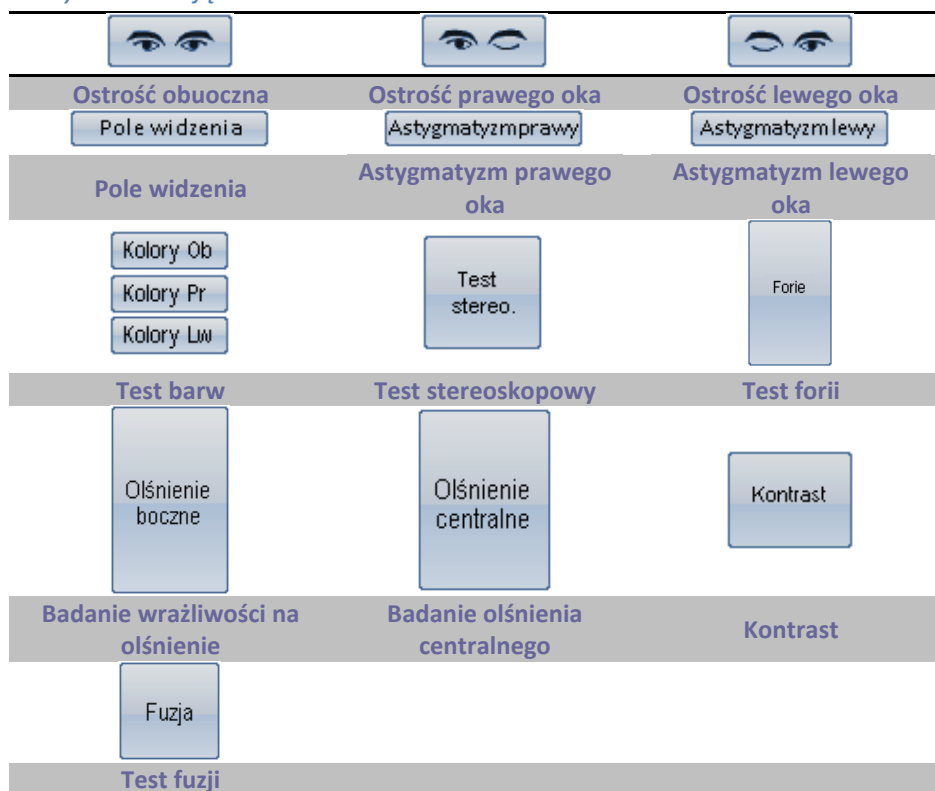 Ostrość obuoczna
Ostrość prawego oka
Ostrość lewego oka
Pole widzenia
Astygmatyzmprawy
Astygmatyzmlewy
Pole widzenia
Astygmatyzm prawego
oka
Astygmatyzm lewego
oka
Kolory Ob
Kolory Pr
Kolory Lw
Test
stereo.
Forie
Test barw
Test stereoskopowy
Test forii
Olśnienie
boczne
Olśnienie
centralne
Kontrast
Badanie wrażliwości na
olśnienie
Badanie olśnienia
centralnego
Kontrast
Fuzja
Test fuzji